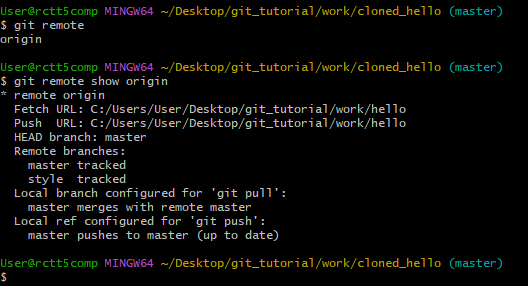 User@rctt5comp MINGW64 ~/Desktop/git_tutorial/work/cloned_hello (master)
$ git remote
origin
User@rctt5comp MINGW64 ~/Desktop/git_tutorial/work/cloned_hello (master)
$ git remote show origin
* remote origin
  Fetch URL: C:/Users/User/Desktop/git_tutorial/work/hello
  Push  URL: C:/Users/User/Desktop/git_tutorial/work/hello
  HEAD branch: master
  Remote branches:
    master tracked
    style  tracked
  Local branch configured for 'git pull':
    master merges with remote master
  Local ref configured for 'git push':
    master pushes to master (up to date)
User@rctt5comp MINGW64 ~/Desktop/git_tutorial/work/cloned_hello (master)
$